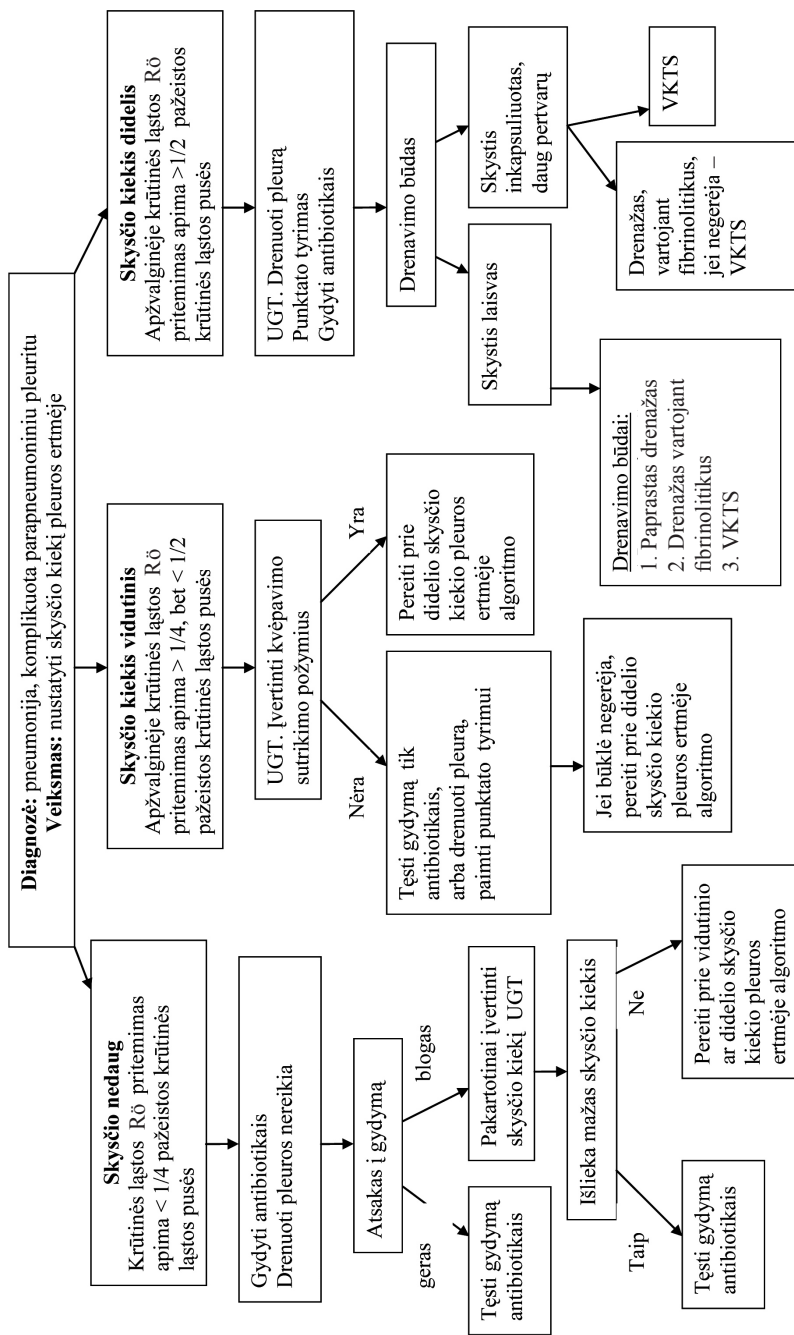 Diagnozė: pneumonija, komplikuota parapneumoniniu pleuritu
Veiksmas: nustatyti skysčio kiekį pleuros ertmėje
Skysčio nedaug
Krūtinės ląstos Rö pritemimas
apima < 1/4 pažeistos krūtinės
ląstos pusės
Gydyti antibiotikais
Drenuoti pleuros nereikia
Atsakas į gydymą
geras
blogas
Tęsti gydymą
antibiotikais
Pakartotinai įvertinti
skysčio kiekį UGT
Išlieka mažas skysčio kiekis
Taip
Ne
Tęsti gydymą
antibiotikais
Pereiti prie vidutinio
ar didelio skysčio
kiekio pleuros
ertmėje algoritmo
Skysčio kiekis vidutinis
Apžvalginėje krūtinės ląstos Rö
pritemimas apima > 1/4, bet < 1/2
pažeistos krūtinės ląstos pusės
UGT. Įvertinti kvėpavimo
sutrikimo požymius
Nėra
Yra
Tęsti gydymą tik
antibiotikais,
arba drenuoti pleurą,
paimti punktato tyrimui
Jei būklė negerėja,
pereiti prie didelio
skysčio kiekio
pleuros ertmėje
algoritmo
Pereiti prie
didelio skysčio
kiekio pleuros
ertmėje
algoritmo
Skysčio kiekis didelis
Apžvalginėje krūtinės ląstos Rö
pritemimas apima >1/2 pažeistos
krūtinės ląstos pusės
UGT. Drenuoti pleurą
Punktato tyrimas
Gydyti antibiotikais
Drenavimo būdas
Skystis laisvas
Drenavimo būdai:
1. Paprastas drenažas
2. Drenažas vartojant
fibrinolitikus
3. VKTS
Skystis
inkapsuliuotas,
daug pertvarų
Drenažas,
vartojant
fibrinolitikus,
jei negerėja –
VKTS
VKTS